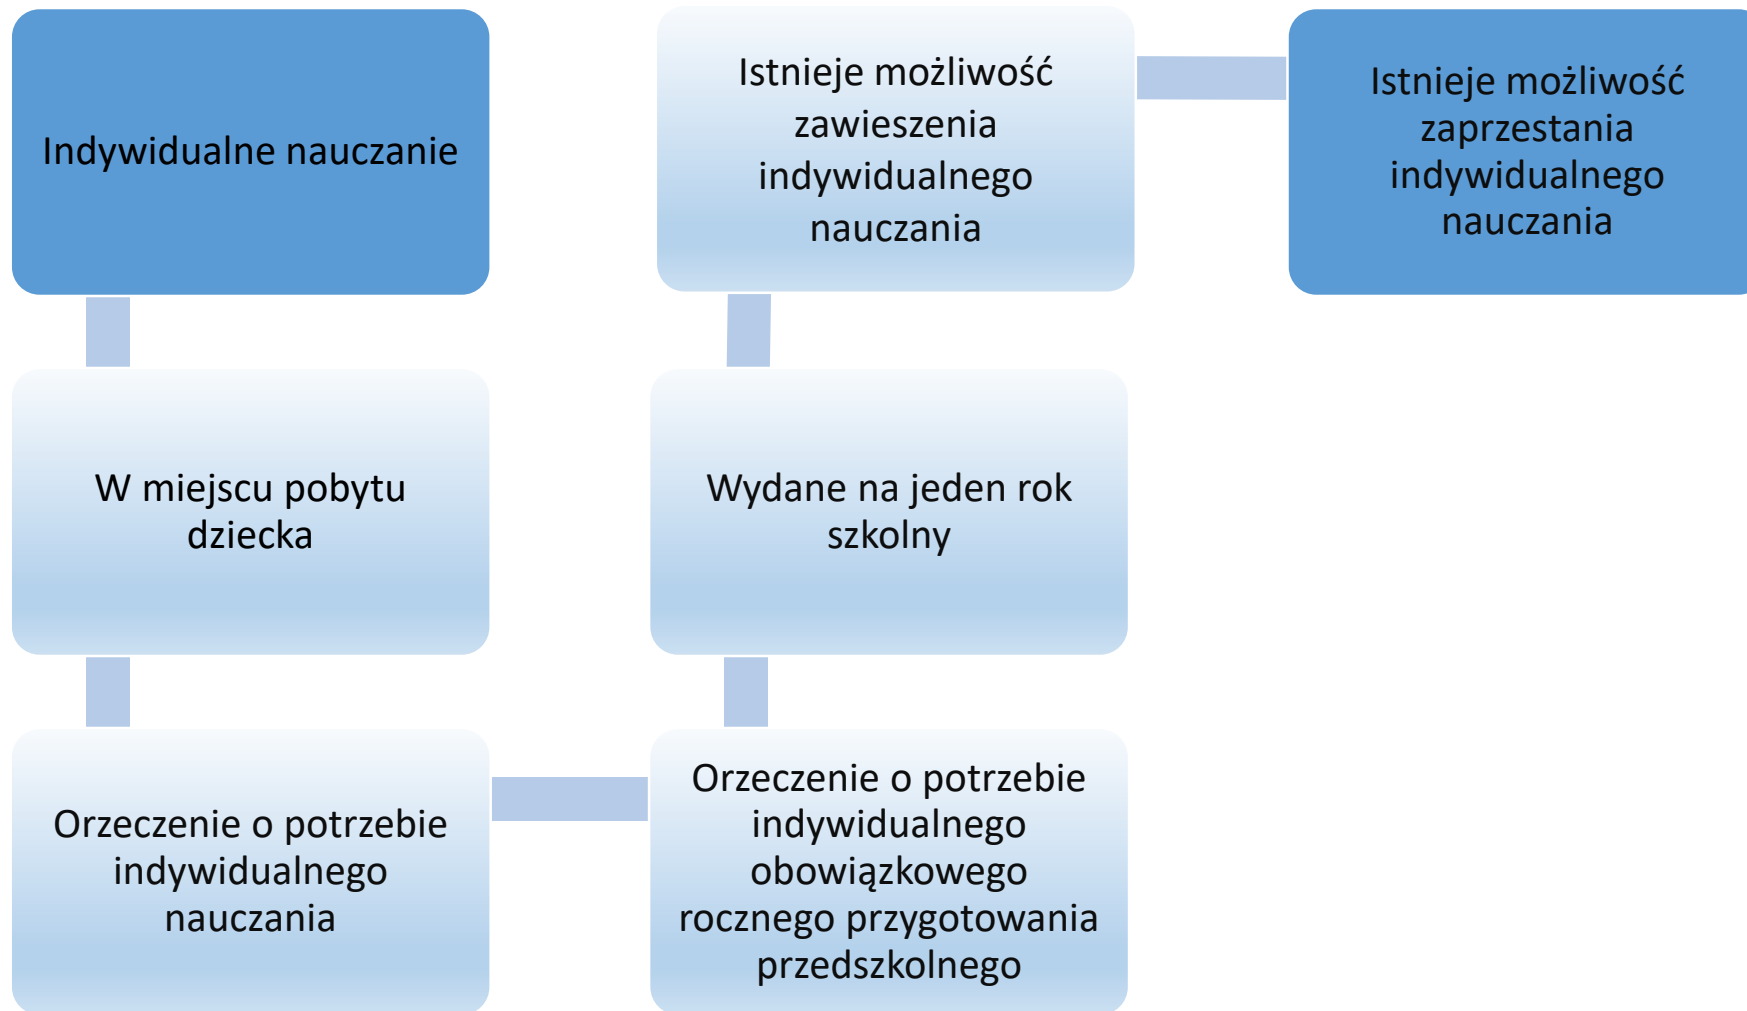 Indywidualne nauczanie
W miejscu pobytu
dziecka
Orzeczenie o potrzebie
indywidualnego
nauczania
Orzeczenie o potrzebie
indywidualnego
obowiązkowego
rocznego przygotowania
przedszkolnego
Wydane na jeden rok
szkolny
Istnieje możliwość
zawieszenia
indywidualnego
nauczania
Istnieje możliwość
zaprzestania
indywidualnego
nauczania